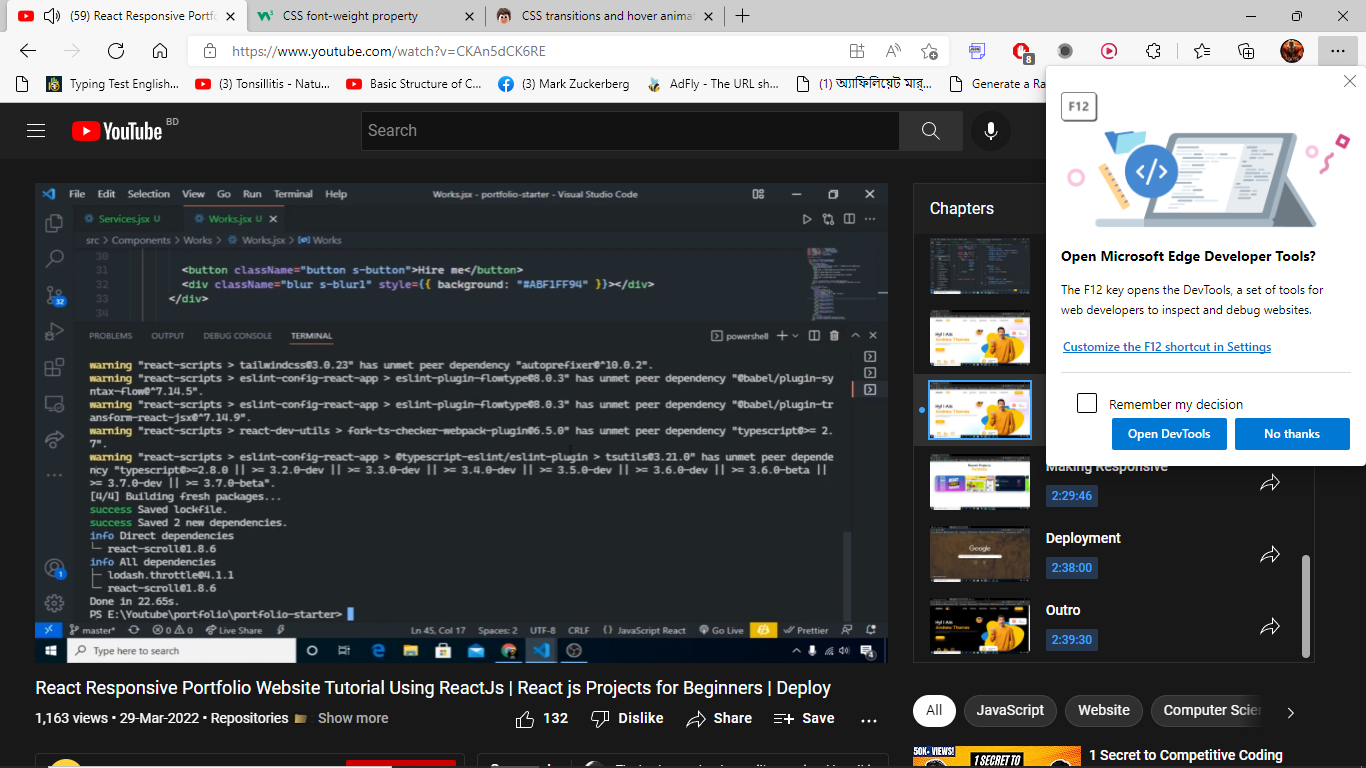 (59) React Responsive Portfo
CSS font-weight property
CSS transitions and hover animat
https://www.youtube.com/watch?v=CKAn5dCK6RE
8
Typing Test English...
(3) Tonsillitis - Natu...
Basic Structure of C...
(3) Mark Zuckerberg
AdFly - The URL sh...
(1) অ্যাফিলিয়েট মার্...
Generate a Ra
YouTube BD
Search
F12
Open Microsoft Edge Developer Tools?
The F12 key opens the DevTools, a set of tools for
web developers to inspect and debug websites.
Customize the F12 shortcut in Settings
Remember my decision
Open DevTools
No thanks
File Edit Selection View Go Run Terminal Help
Works.jsx - portfolio-starter - Visual Studio Code
Services.jsx U
Works.jsx U
src > Components > Works > Works.jsx > Works
30
31 <button className="button s-button">Hire me</button>
32 <div className="blur s-blur1" style={{ background: "#ABF1FF94" }}></div>
33 </div>
34
PROBLEMS OUTPUT DEBUG CONSOLE TERMINAL
powershell
warning "react-scripts > tailwindcss@3.0.23" has unmet peer dependency "autoprefixer@^10.0.2".
warning "react-scripts > eslint-config-react-app > eslint-plugin-flowtype@8.0.3" has unmet peer dependency "@babel/plugin-sy
ntax-flow@^7.14.5".
warning "react-scripts > eslint-config-react-app > eslint-plugin-flowtype@8.0.3" has unmet peer dependency "@babel/plugin-tr
ansform-react-jsx@^7.14.9".
warning "react-scripts > react-dev-utils > fork-ts-checker-webpack-plugin@6.5.0" has unmet peer dependency "typescript@>= 2.
7".
warning "react-scripts > eslint-config-react-app > @typescript-eslint/eslint-plugin > tsutils@3.21.0" has unmet peer depende
ncy "typescript@>=2.8.0 || >= 3.2.0-dev || >= 3.3.0-dev || >= 3.4.0-dev || >= 3.5.0-dev || >= 3.6.0-dev || >= 3.6.0-beta ||
>= 3.7.0-dev || >= 3.7.0-beta".
[4/4] Building fresh packages...
success Saved lockfile.
success Saved 2 new dependencies.
info Direct dependencies
└─ react-scroll@1.8.6
info All dependencies
├─ lodash.throttle@4.1.1
└─ react-scroll@1.8.6
Done in 22.65s.
PS E:\Youtube\portfolio\portfolio-starter>
32
1
master* 0 0 Live Share
Ln 45, Col 17 Spaces: 2 UTF-8 CRLF JavaScript React Go Live Prettier
Type here to search
Chapters
Making Responsive
2:29:46
Deployment
2:38:00
Outro
2:39:30
React Responsive Portfolio Website Tutorial Using ReactJs | React js Projects for Beginners | Deploy
1,163 views • 29-Mar-2022 • Repositories Show more
132
Dislike
Share
Save
All
JavaScript
Website
Computer Scien
50K+ VIEWS!
1 SECRET TO
1 Secret to Competitive Coding